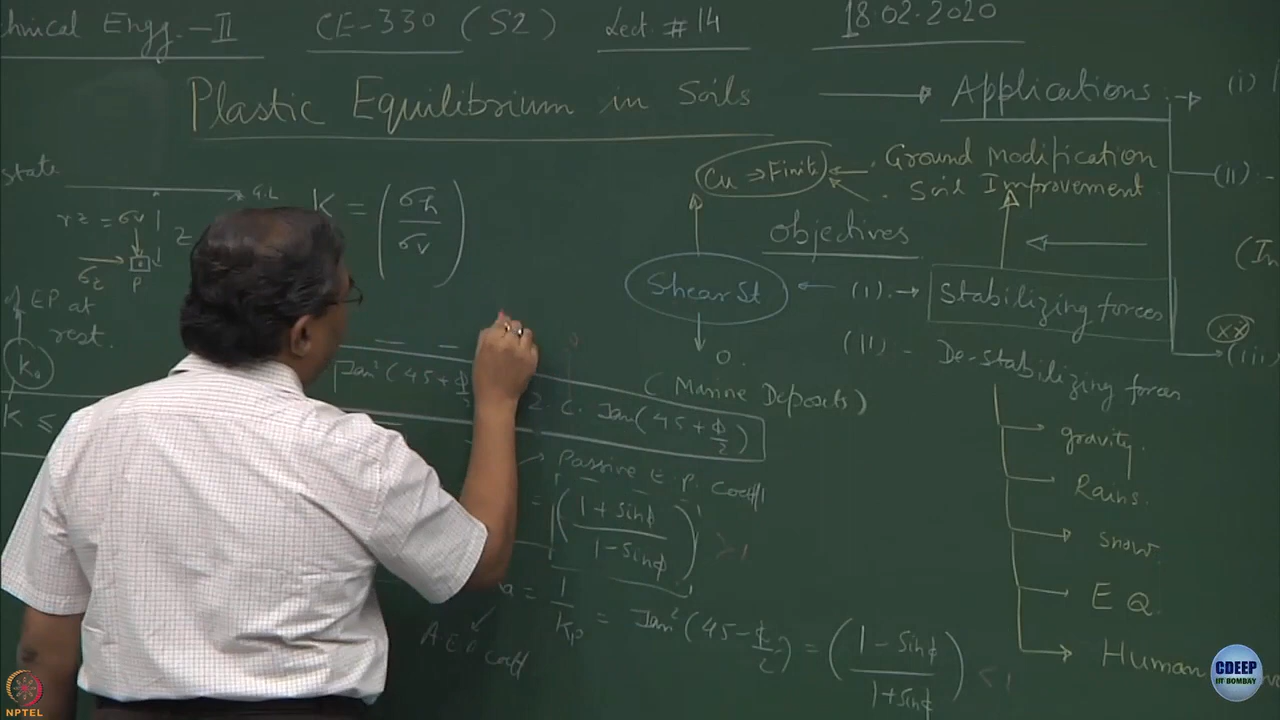 chnical Engg.-II CE-330 (S2) Lect. # 14 18.02.2020
Plastic Equilibrium in Soils → Applications → (i)
(ii) -
(iii)
state
G.L
γz = σv
z
P
of EP at
rest.
k₀
K ≤
K = (σh / σv)
Cu → Finite
Ground Modification
Soil Improvement
objectives
Shear St ← (I). → Stabilizing forces
0.
(Marine Deposits)
(II) - De-stabilizing forces
gravity
Rains.
snow.
E Q.
Human
(xx)
Tan² (45 + ϕ/2
2. C. Tan (45 + ϕ/2)
Passive E. P. Coeff
= (1 + sinϕ / 1 - sinϕ) > 1
a = 1/kp = Tan² (45 - ϕ/2) = (1 - sinϕ / 1 + sinϕ) < 1
A E P Coeff
NPTEL
CDEEP
IIT BOMBAY